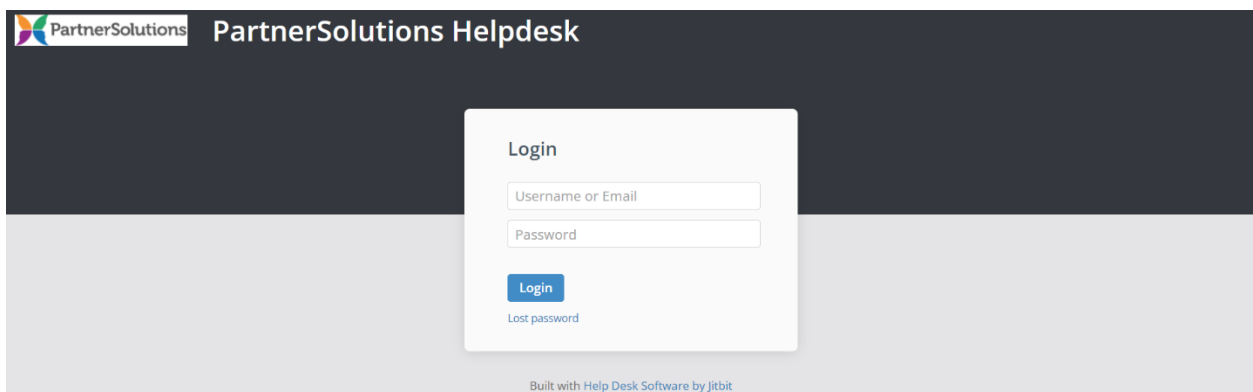 PartnerSolutions PartnerSolutions Helpdesk
Login
Username or Email
Password
Login
Lost password
Built with Help Desk Software by Jitbit